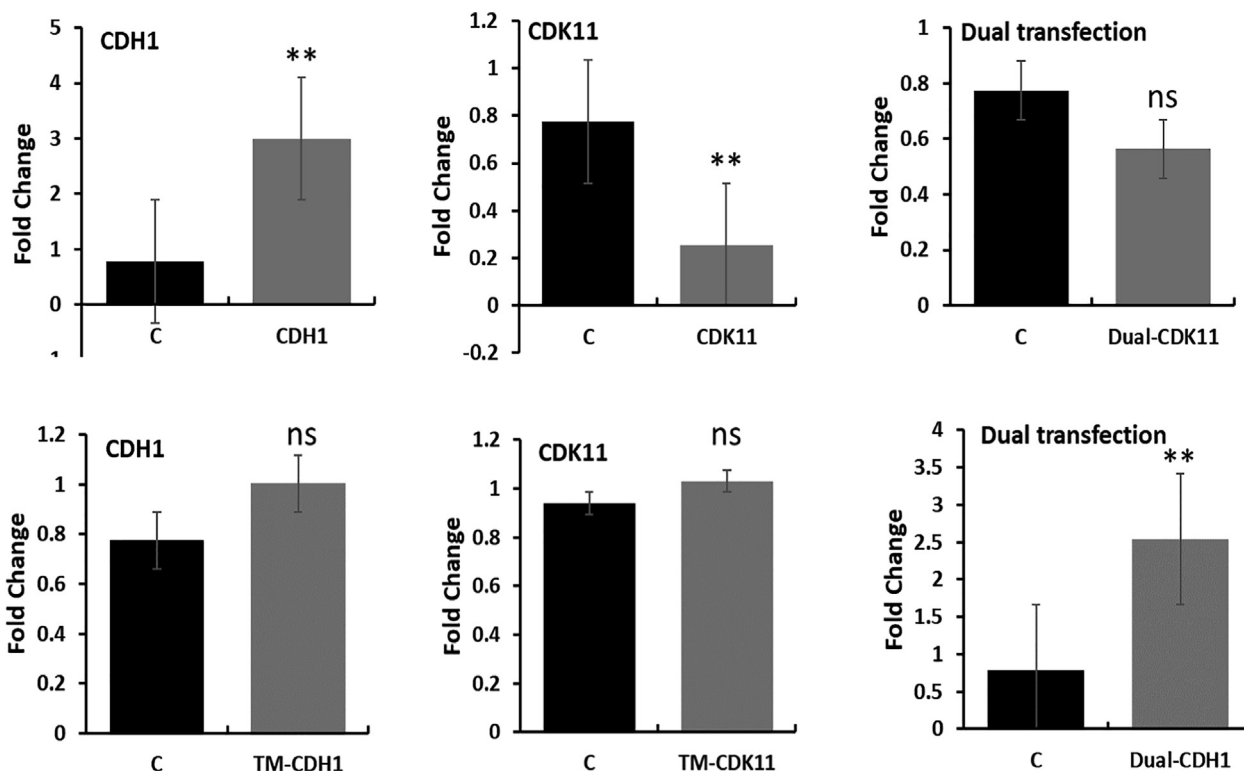 CDH1
Fold Change
5
4
3
2
1
0
1
**
C
CDH1
CDK11
Fold Change
1.2
1
0.8
0.6
0.4
0.2
0
-0.2
**
C
CDK11
Dual transfection
Fold Change
1
0.8
0.6
0.4
0.2
0
ns
C
Dual-CDK11
CDH1
Fold Change
1.2
1
0.8
0.6
0.4
0.2
0
ns
C
TM-CDH1
CDK11
Fold Change
1.2
1
0.8
0.6
0.4
0.2
0
ns
C
TM-CDK11
Dual transfection
Fold Change
4
3.5
3
2.5
2
1.5
1
0.5
0
**
C
Dual-CDH1